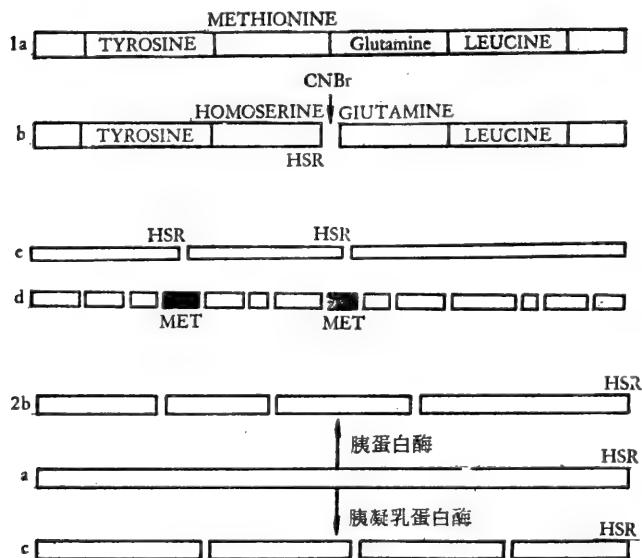 METHIONINE
1a TYROSINE Glutamine LEUCINE
CNBr
HOMOSERINE GIUTAMINE
b TYROSINE LEUCINE
HSR
HSR HSR
c
d
MET MET
HSR
2b
胰蛋白酶
HSR
a
胰凝乳蛋白酶
HSR
c